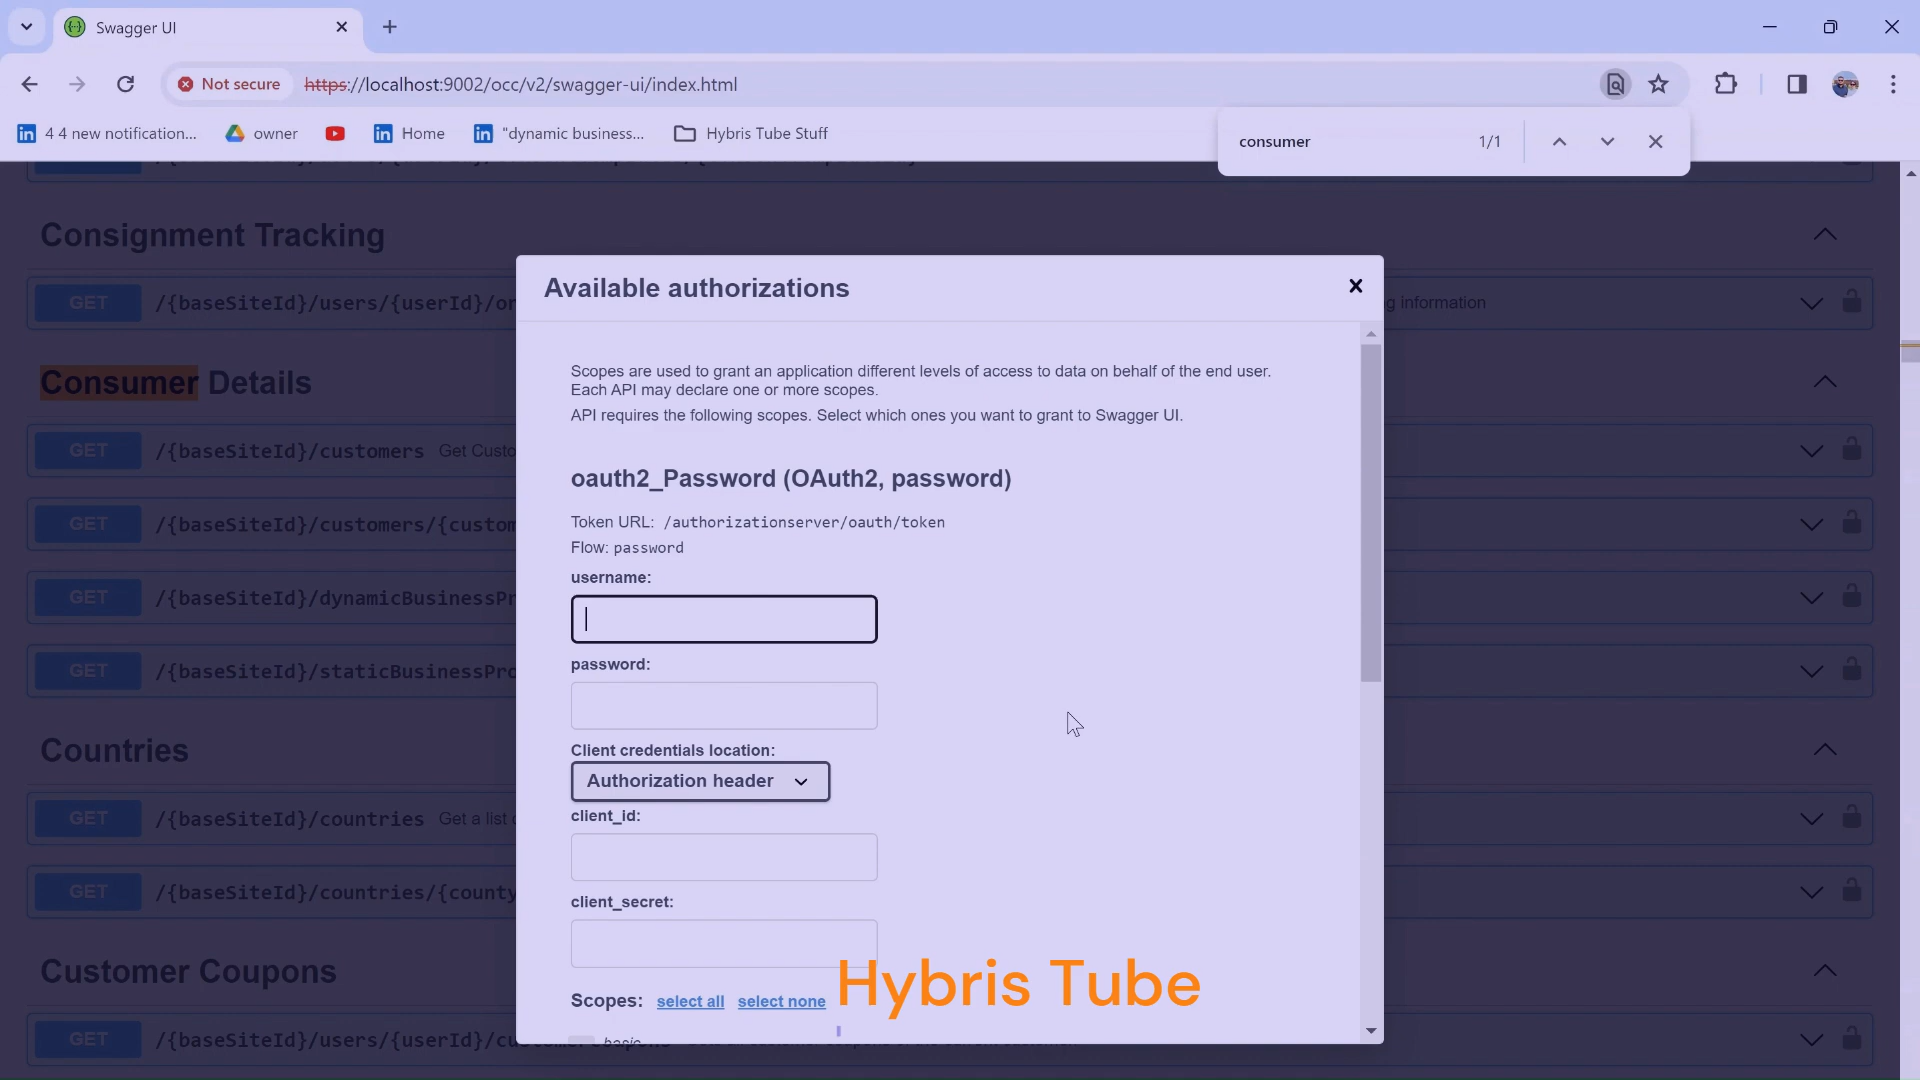 Swagger UI
Not secure
https://localhost:9002/occ/v2/swagger-ui/index.html
4 4 new notification...
owner
Home
"dynamic business...
Hybris Tube Stuff
consumer
1/1
Consignment Tracking
GET /{baseSiteId}/users/{userId}/or
g information
Consumer Details
GET /{baseSiteId}/customers Get Custo
GET /{baseSiteId}/customers/{custom
GET /{baseSiteId}/dynamicBusinessPr
GET /{baseSiteId}/staticBusinessPro
Countries
GET /{baseSiteId}/countries Get a list
GET /{baseSiteId}/countries/{county
Customer Coupons
GET /{baseSiteId}/users/{userId}/
Available authorizations
Scopes are used to grant an application different levels of access to data on behalf of the end user.
Each API may declare one or more scopes.
API requires the following scopes. Select which ones you want to grant to Swagger UI.
oauth2_Password (OAuth2, password)
Token URL: /authorizationserver/oauth/token
Flow: password
username:
password:
Client credentials location:
Authorization header
client_id:
client_secret:
Scopes: select all select none
basic
Hybris Tube